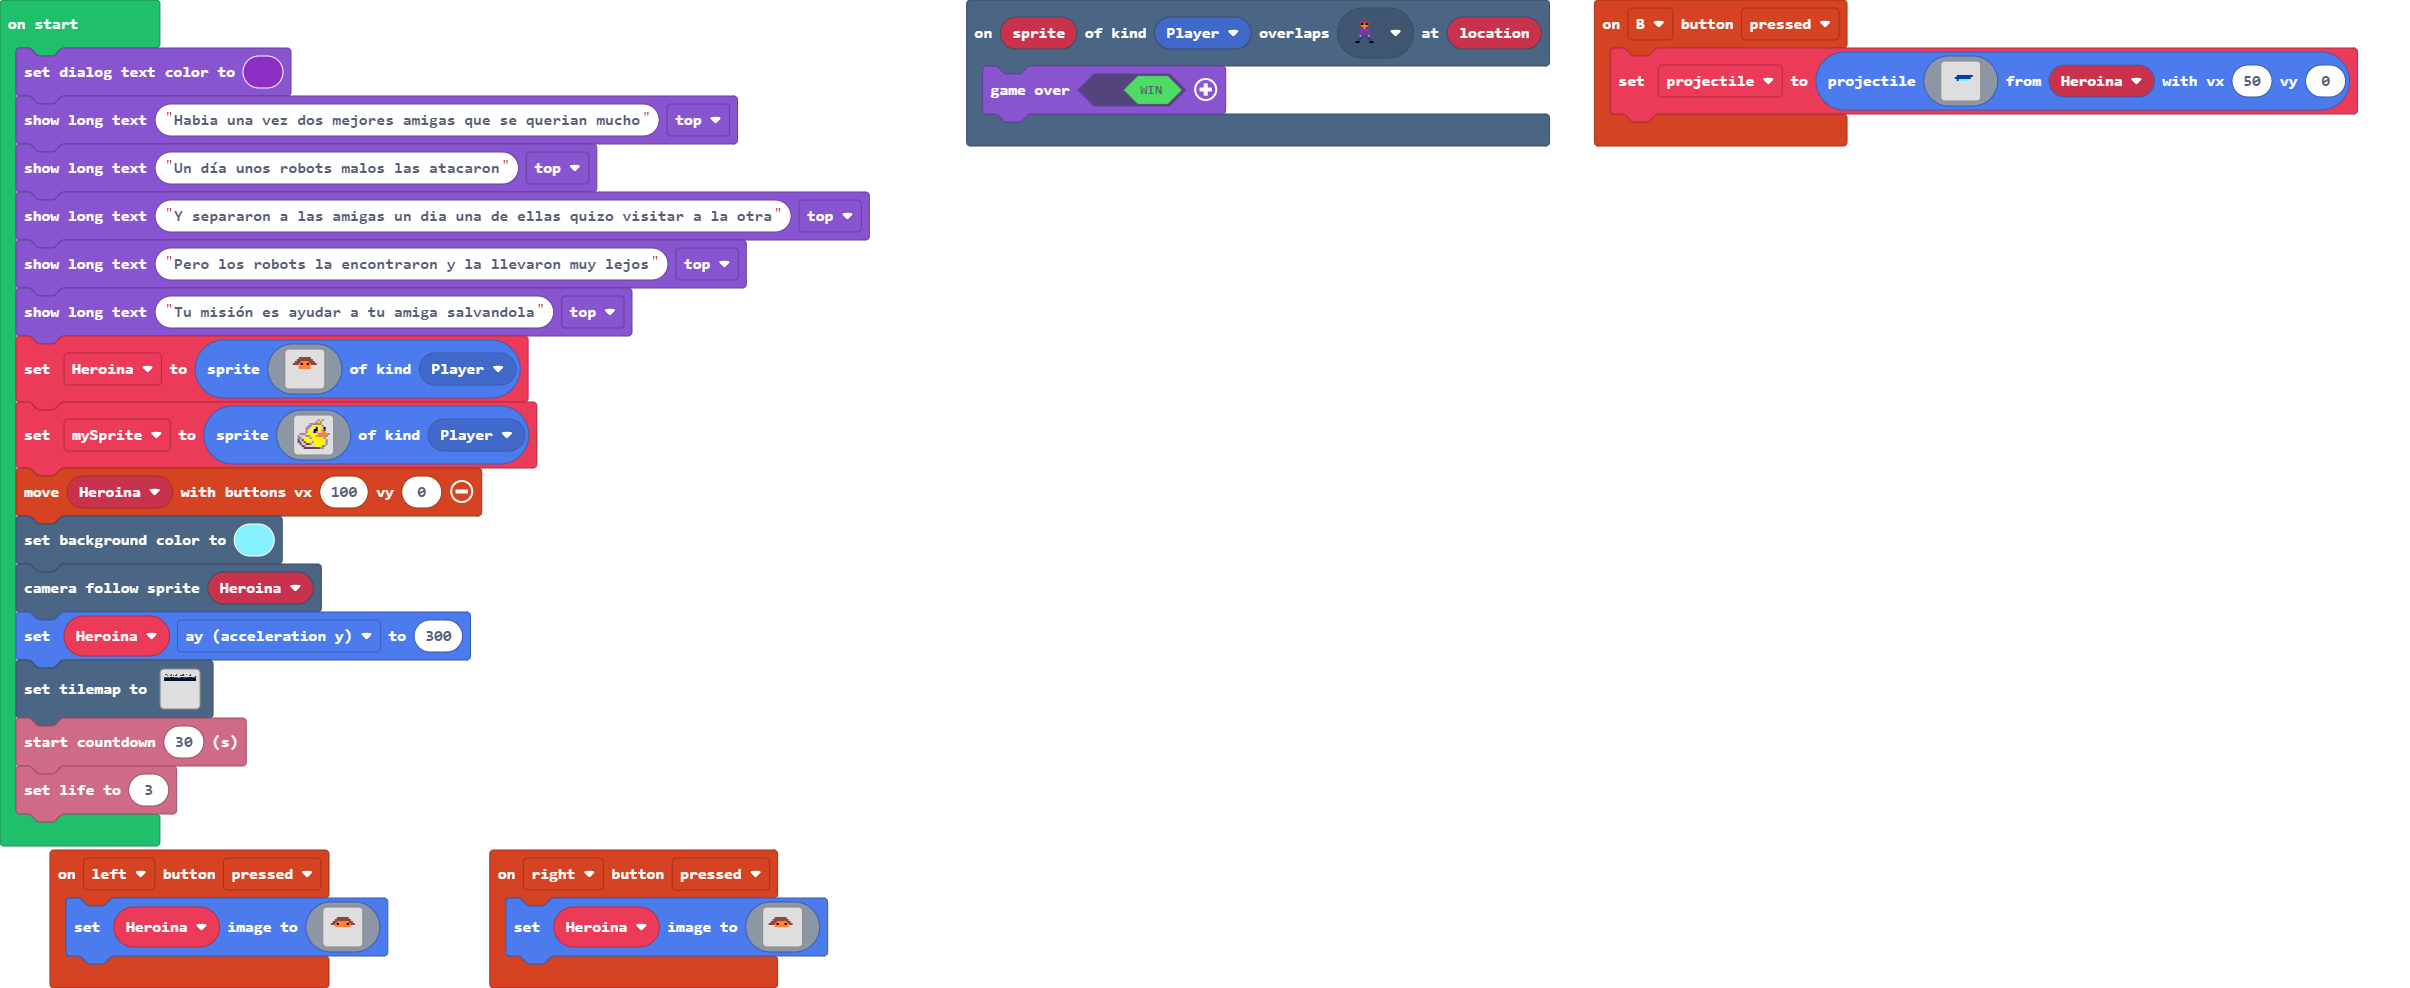 on start
set dialog text color to
show long text "Habia una vez dos mejores amigas que se querian mucho" top
show long text "Un día unos robots malos las atacaron" top
show long text "Y separaron a las amigas un dia una de ellas quizo visitar a la otra" top
show long text "Pero los robots la encontraron y la llevaron muy lejos" top
show long text "Tu misión es ayudar a tu amiga salvandola" top
set Heroina to sprite of kind Player
set mySprite to sprite of kind Player
move Heroina with buttons vx 100 vy 0
set background color to
camera follow sprite Heroina
set Heroina ay (acceleration y) to 300
set tilemap to
start countdown 30 (s)
set life to 3
on sprite of kind Player overlaps at location
game over WIN
on B button pressed
set projectile to projectile from Heroina with vx 50 vy 0
on left button pressed
set Heroina image to
on right button pressed
set Heroina image to